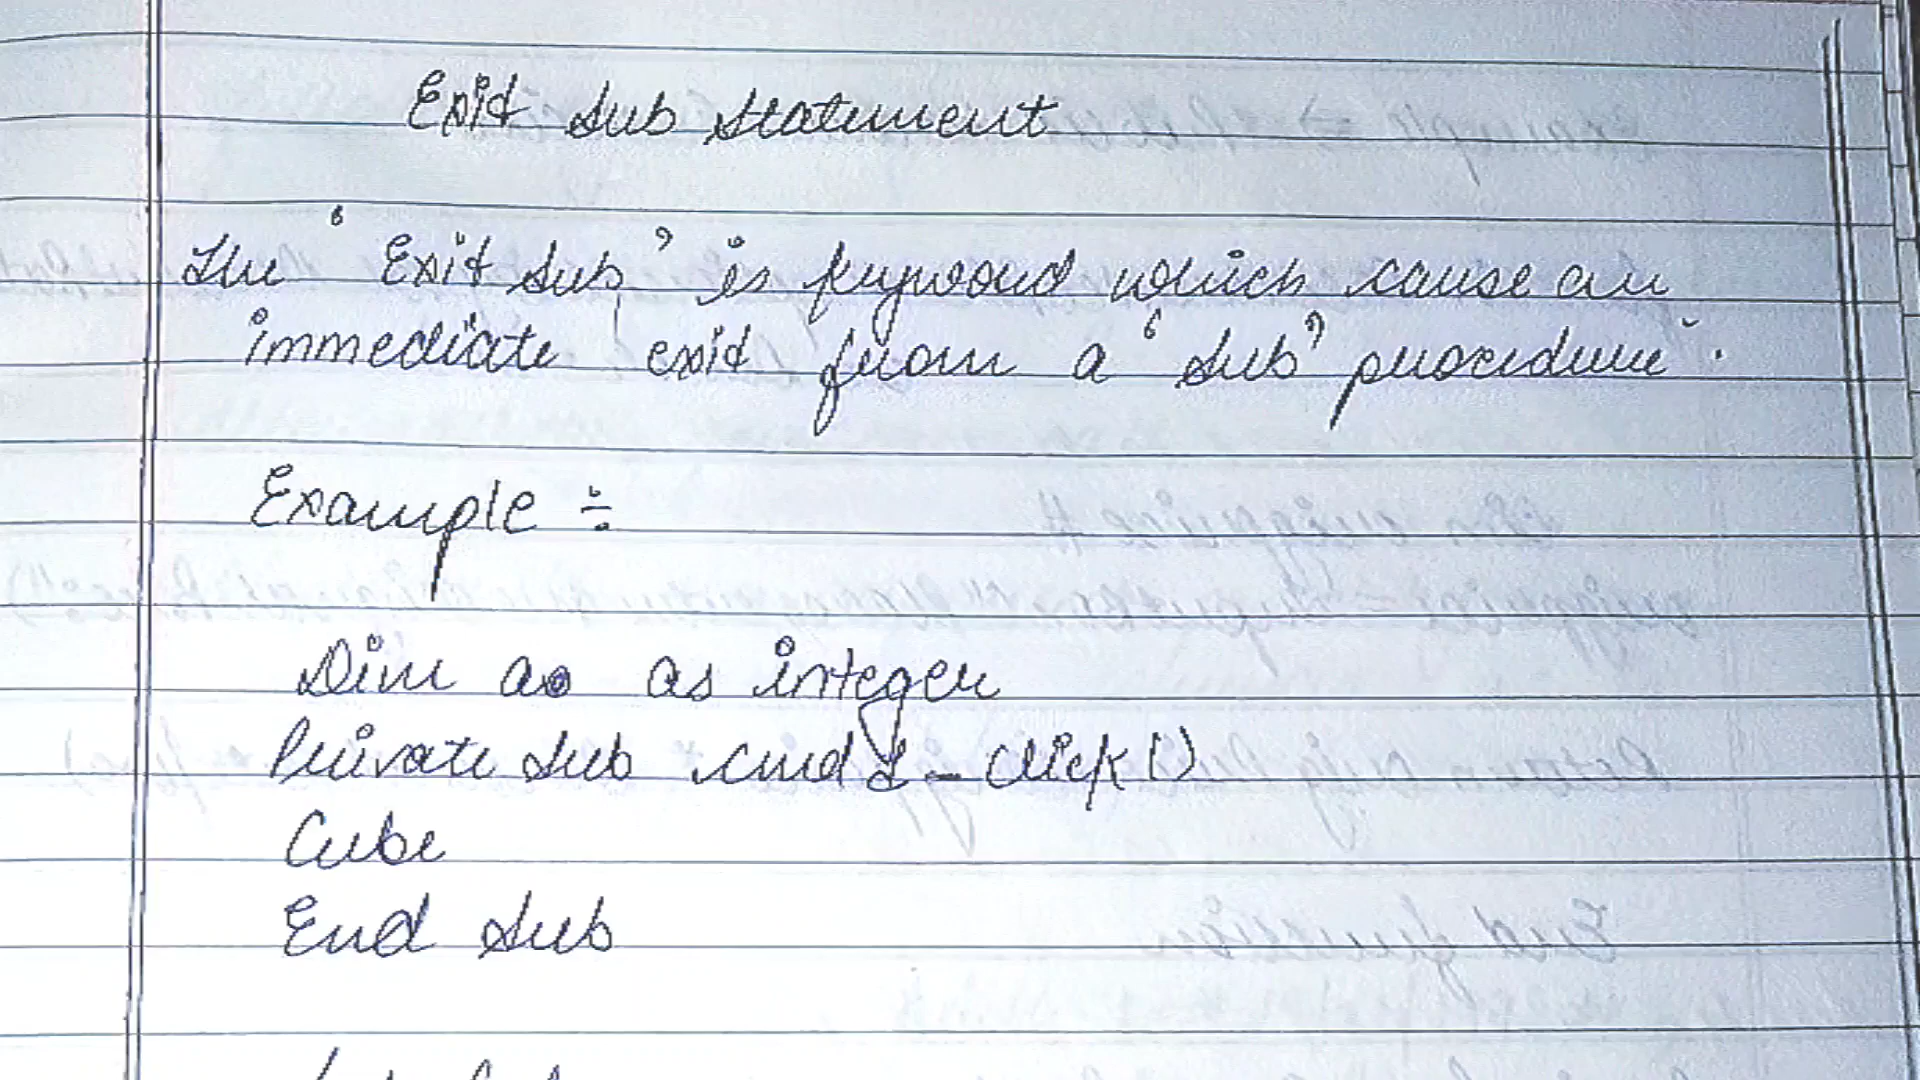 Exit Sub Statement
The 'Exit Sub' is keyword which cause an
immediate exit from a 'Sub' procedure.
Example ÷
Dim a as integer
Private Sub cmd1_Click()
Cube
End Sub